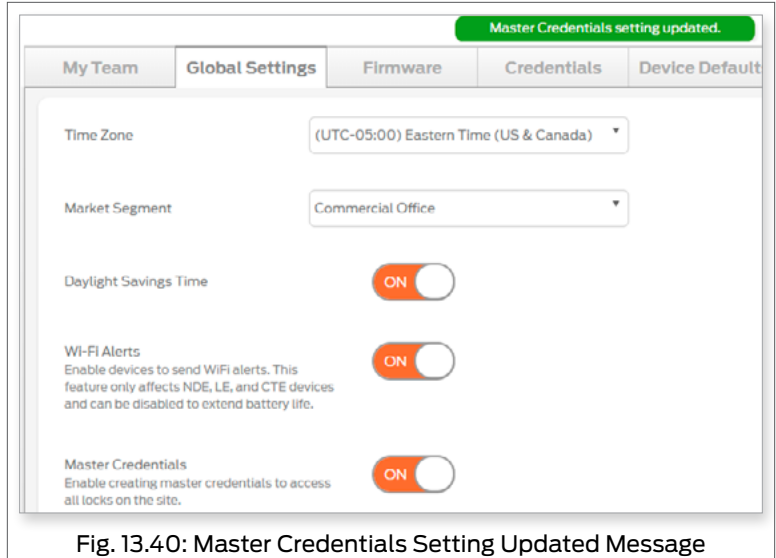 Master Credentials setting updated.
My Team Global Settings Firmware Credentials Device Default
Time Zone (UTC-05:00) Eastern Time (US & Canada)
Market Segment Commercial Office
Daylight Savings Time ON
Wi-Fi Alerts ON
Enable devices to send WiFi alerts. This
feature only affects NDE, LE, and CTE devices
and can be disabled to extend battery life.
Master Credentials ON
Enable creating master credentials to access
all locks on the site.
Fig. 13.40: Master Credentials Setting Updated Message